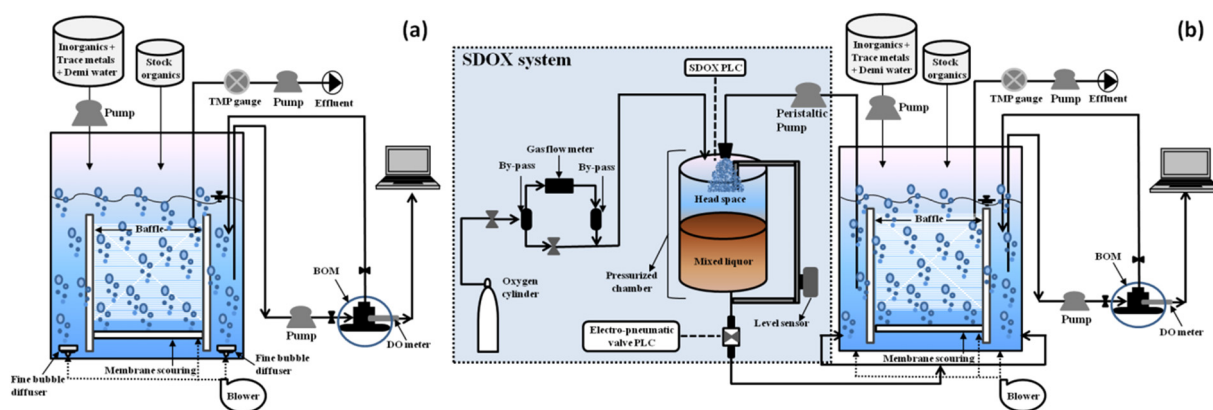 (a)
Inorganics +
Trace metals
+ Demi water
Stock
organics
TMP gauge
Pump
Effluent
Pump
Baffle
BOM
Pump
DO meter
Fine bubble
diffuser
Membrane scouring
Fine bubble
diffuser
Blower
(b)
SDOX system
SDOX PLC
Gas flow meter
By-pass
By-pass
Oxygen
cylinder
Head space
Mixed liquor
Pressurized
chamber
Level sensor
Electro-pneumatic
valve PLC
Peristaltic
Pump
Inorganics +
Trace metals
+ Demi water
Stock
organics
TMP gauge
Pump
Effluent
Pump
Baffle
BOM
Pump
DO meter
Membrane scouring
Blower